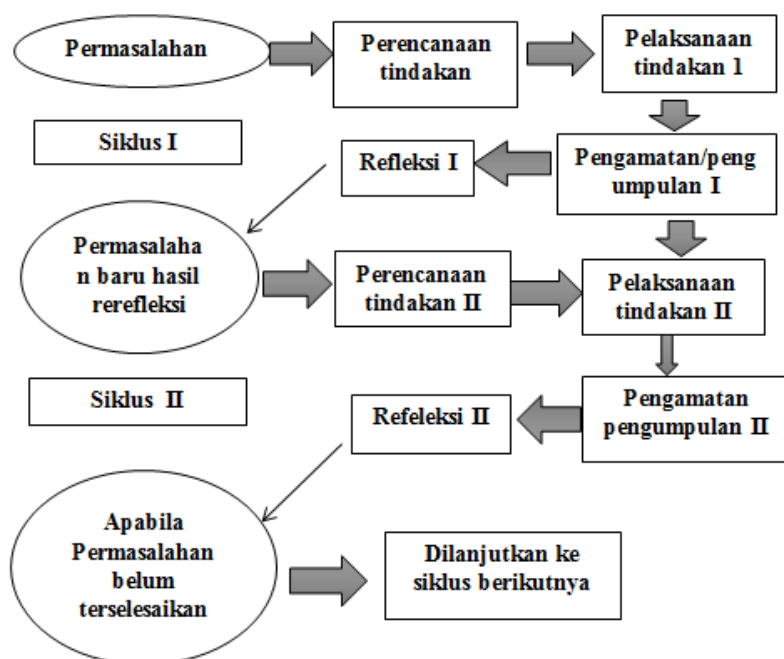 Permasalahan
Perencanaan
tindakan
Pelaksanaan
tindakan 1
Siklus I
Refleksi I
Pengamatan/peng
umpulan I
Permasalaha
n baru hasil
rerefleksi
Perencanaan
tindakan II
Pelaksanaan
tindakan II
Siklus II
Refeleksi II
Pengamatan
pengumpulan II
Apabila
Permasalahan
belum
terselesaikan
Dilanjutkan ke
siklus berikutnya